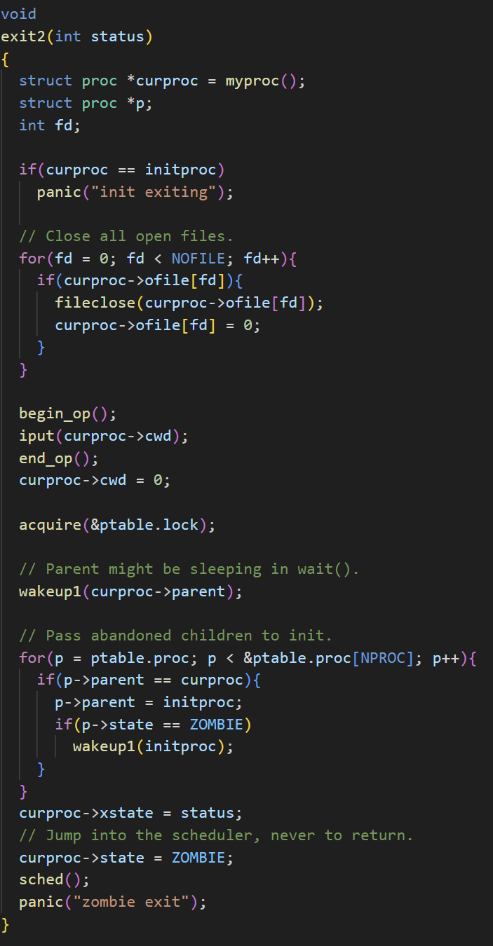 void
exit2(int status)
{
  struct proc *curproc = myproc();
  struct proc *p;
  int fd;

  if(curproc == initproc)
    panic("init exiting");

  // Close all open files.
  for(fd = 0; fd < NOFILE; fd++){
    if(curproc->ofile[fd]){
      fileclose(curproc->ofile[fd]);
      curproc->ofile[fd] = 0;
    }
  }

  begin_op();
  iput(curproc->cwd);
  end_op();
  curproc->cwd = 0;

  acquire(&ptable.lock);

  // Parent might be sleeping in wait().
  wakeup1(curproc->parent);

  // Pass abandoned children to init.
  for(p = ptable.proc; p < &ptable.proc[NPROC]; p++){
    if(p->parent == curproc){
      p->parent = initproc;
      if(p->state == ZOMBIE)
        wakeup1(initproc);
    }
  }
  curproc->xstate = status;
  // Jump into the scheduler, never to return.
  curproc->state = ZOMBIE;
  sched();
  panic("zombie exit");
}